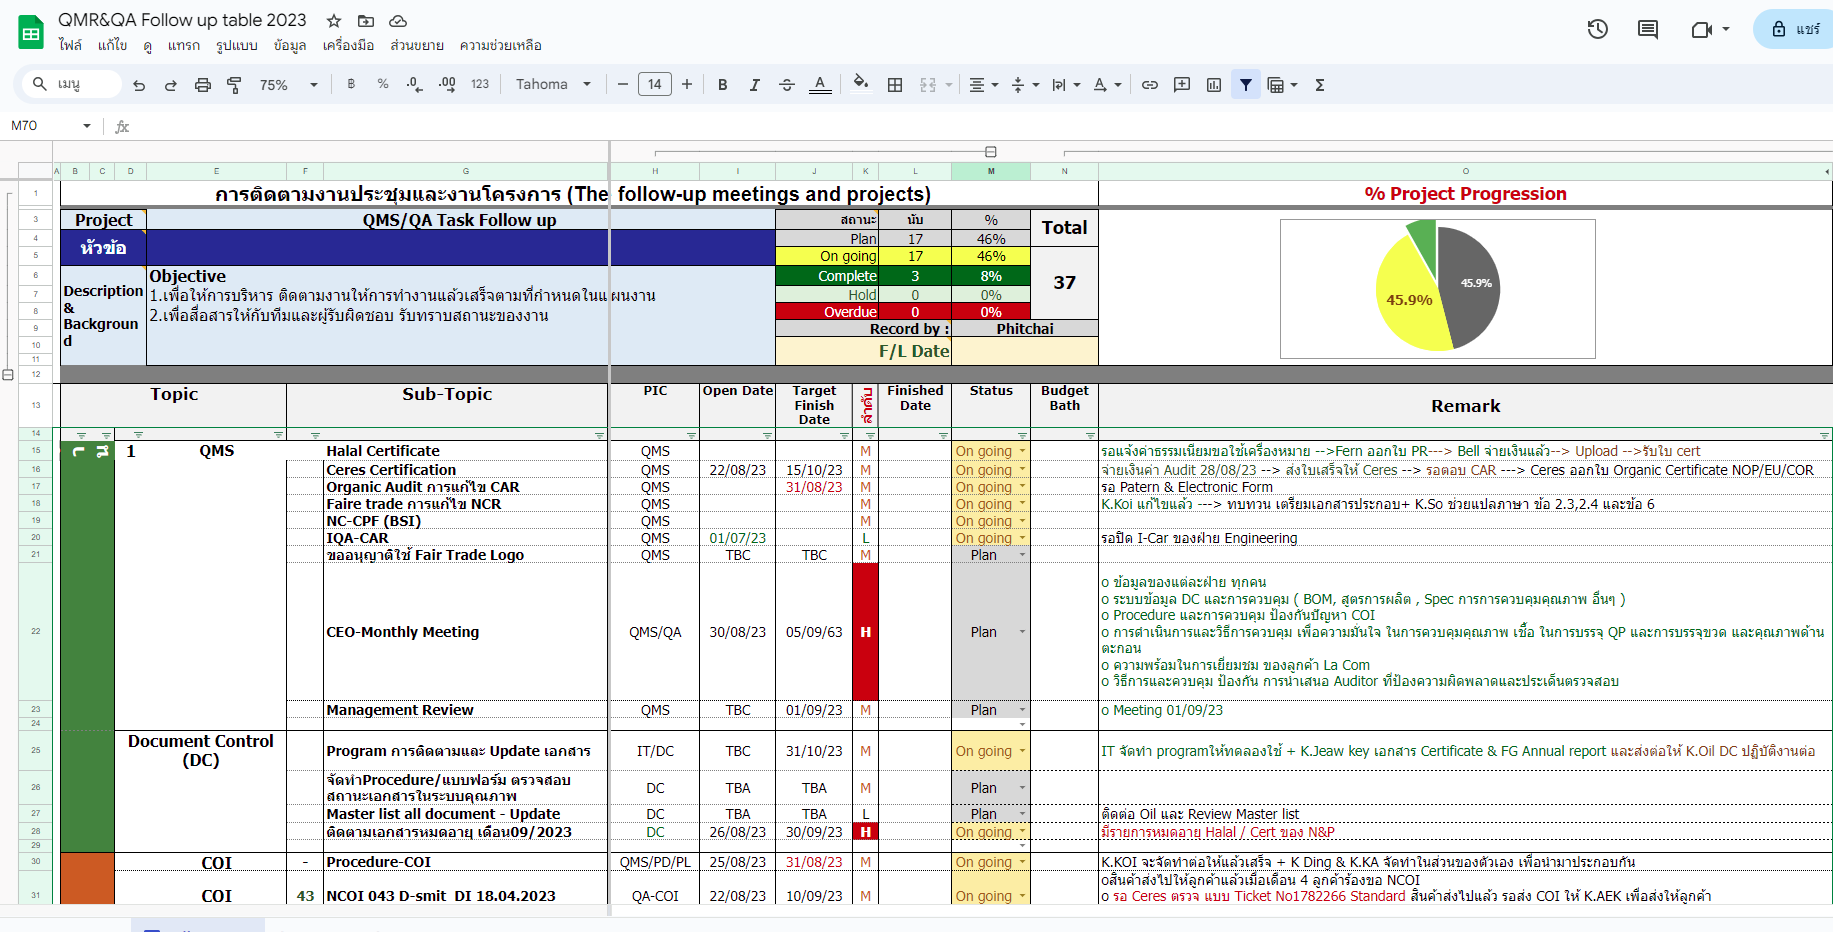 QMR&QA Follow up table 2023
ไฟล์ แก้ไข ดู แทรก รูปแบบ ข้อมูล เครื่องมือ ส่วนขยาย ความช่วยเหลือ
แชร์
เมนู 75% ฿ % .0 .00 123 Tahoma 14 B I A Σ
M70 fx
A B C D E F G H I J K L M N O
1 การติดตามงานประชุมและงานโครงการ (The follow-up meetings and projects) % Project Progression
3 Project QMS/QA Task Follow up สถานะ นับ % Total
4 หัวข้อ Plan 17 46%
5 On going 17 46% 37
6 Description & Background Objective Complete 3 8%
7 1.เพื่อให้การบริหาร ติดตามงานให้การทำงานแล้วเสร็จตามที่กำหนดในแผนงาน Hold 0 0%
8 2.เพื่อสื่อสารให้กับทีมและผู้รับผิดชอบ รับทราบสถานะของงาน Overdue 0 0%
9 Record by : Phitchai
10 F/L Date
11
12
45.9% 45.9%
13 Topic Sub-Topic PIC Open Date Target Finish Date ลำดับ Finished Date Status Budget Bath Remark
14
15 1 QMS Halal Certificate QMS M On going รอแจ้งค่าธรรมเนียมขอใช้เครื่องหมาย -->Fern ออกใบ PR---> Bell จ่ายเงินแล้ว--> Upload -->รับใบ cert
16 Ceres Certification QMS 22/08/23 15/10/23 M On going จ่ายเงินค่า Audit 28/08/23 --> ส่งใบเสร็จให้ Ceres --> รอตอบ CAR ---> Ceres ออกใบ Organic Certificate NOP/EU/COR
17 Organic Audit การแก้ไข CAR QMS 31/08/23 M On going รอ Patern & Electronic Form
18 Faire trade การแก้ไข NCR QMS M On going K.Koi แก้ไขแล้ว ---> ทบทวน เตรียมเอกสารประกอบ+ K.So ช่วยแปลภาษา ข้อ 2.3,2.4 และข้อ 6
19 NC-CPF (BSI) QMS M On going
20 IQA-CAR QMS 01/07/23 L On going รอปิด I-Car ของฝ่าย Engineering
21 ขออนุญาติใช้ Fair Trade Logo QMS TBC TBC M Plan
22 CEO-Monthly Meeting QMS/QA 30/08/23 05/09/63 H Plan
o ข้อมูลของแต่ละฝ่าย ทุกคน
o ระบบข้อมูล DC และการควบคุม ( BOM, สูตรการผลิต , Spec การการควบคุมคุณภาพ อื่นๆ )
o Procedure และการควบคุม ป้องกันปัญหา COI
o การดำเนินการและวิธีการควบคุม เพื่อความมั่นใจ ในการควบคุมคุณภาพ เชื้อ ในการบรรจุ QP และการบรรจุขวด และคุณภาพด้าน
ตะกอน
o ความพร้อมในการเยี่ยมชม ของลูกค้า La Com
o วิธีการและควบคุม ป้องกัน การนำเสนอ Auditor ที่ป้องความผิดพลาดและประเด็นตรวจสอบ
23 Management Review QMS TBC 01/09/23 M Plan o Meeting 01/09/23
24
25 Document Control (DC) Program การติดตามและ Update เอกสาร IT/DC TBC 31/10/23 M On going IT จัดทำ programให้ทดลองใช้ + K.Jeaw key เอกสาร Certificate & FG Annual report และส่งต่อให้ K.Oil DC ปฏิบัติงานต่อ
26 จัดทำProcedure/แบบฟอร์ม ตรวจสอบ สถานะเอกสารในระบบคุณภาพ DC TBA TBA M Plan
27 Master list all document - Update DC TBA TBA L Plan ติดต่อ Oil และ Review Master list
28 ติดตามเอกสารหมดอายุ เดือน09/2023 DC 26/08/23 30/09/23 H On going มีรายการหมดอายุ Halal / Cert ของ N&P
29
30 COI - Procedure-COI QMS/PD/PL 25/08/23 31/08/23 M On going K.KOI จะจัดทำต่อให้แล้วเสร็จ + K Ding & K.KA จัดทำในส่วนของตัวเอง เพื่อนำมาประกอบกัน
oสินค้าส่งไปให้ลูกค้าแล้วเมื่อเดือน 4 ลูกค้าร้องขอ NCOI
31 COI 43 NCOI 043 D-smit DI 18.04.2023 QA-COI 22/08/23 10/09/23 M On going o รอ Ceres ตรวจ แบบ Ticket No1782266 Standard สินค้าส่งไปแล้ว รอส่ง COI ให้ K.AEK เพื่อส่งให้ลูกค้า